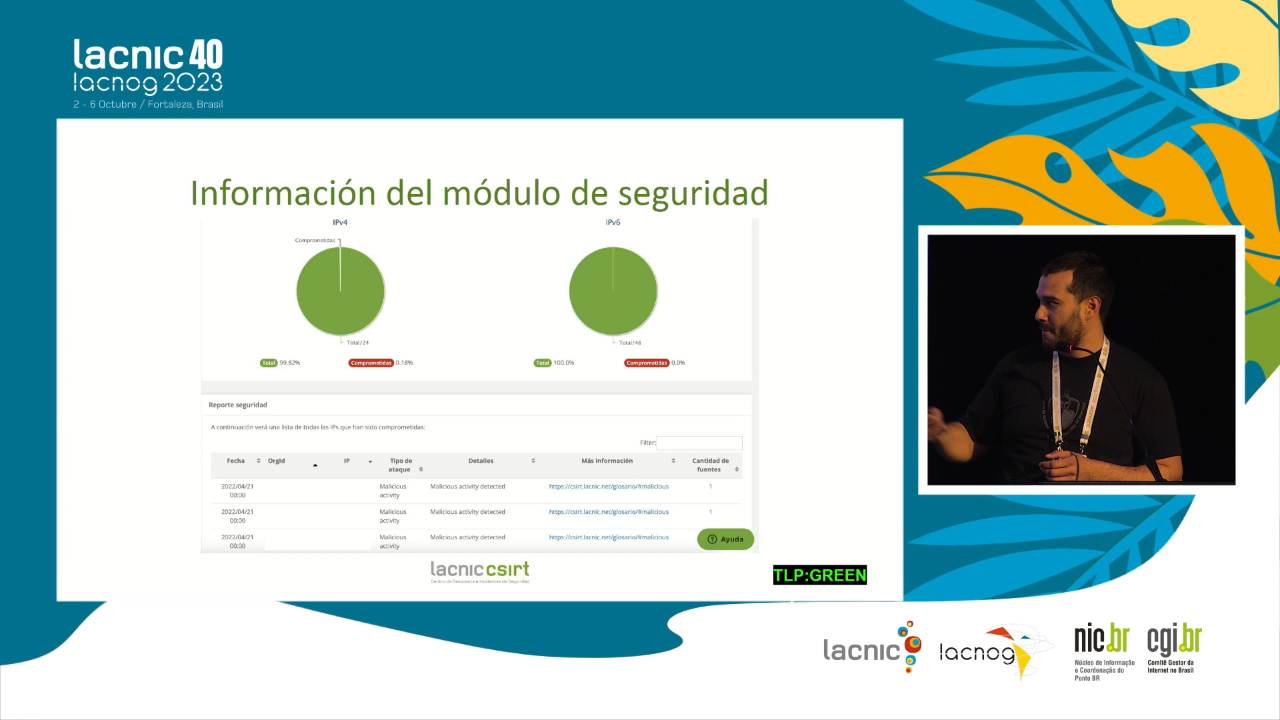 lacnic 40
lacnog 2023
2 - 6 Octubre / Fortaleza, Brasil
Información del módulo de seguridad
IPv4
IPv6
Comprometidas
Total/24
Total/48
Total 99.82%
Comprometidas 0.18%
Total 100.0%
Comprometidas 0.0%
Reporte seguridad
A continuación verá una lista de todas las IPs que han sido comprometidas:
Filter:
Fecha OrgId IP Tipo de ataque Detalles Más información Cantidad de fuentes
2022/04/21 00:00 Malicious activity Malicious activity detected https://csirt.lacnic.net/glosario/#malicious 1
2022/04/21 00:00 Malicious activity Malicious activity detected https://csirt.lacnic.net/glosario/#malicious 1
2022/04/21 00:00 Malicious activity Malicious activity detected https://csirt.lacnic.net/glosario/#malicious
Ayuda
lacniccsirt
Centro de Respuesta a Incidentes de Seguridad
TLP:GREEN
lacnic
lacnog
nic.br
Núcleo de Informação
e Coordenação do
Ponto BR
cgi.br
Comitê Gestor da
Internet no Brasil